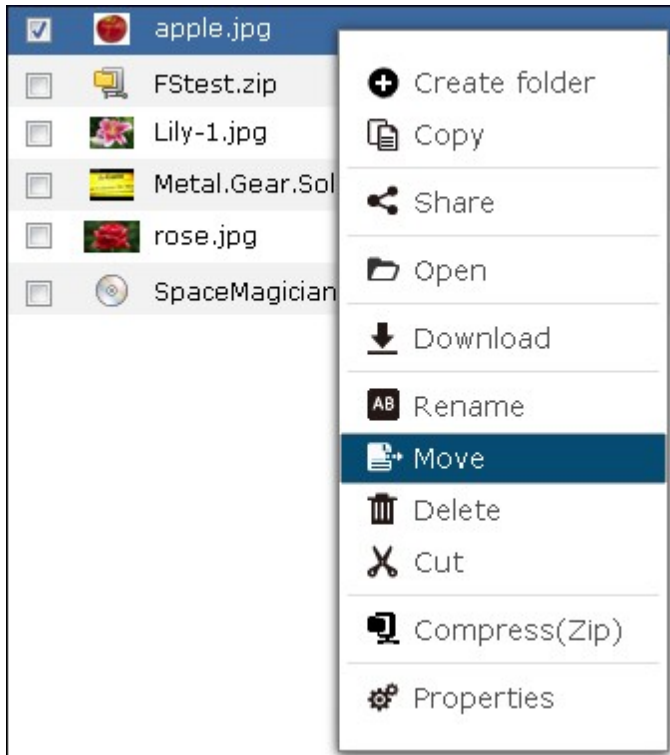 apple.jpg
FStest.zip
Lily-1.jpg
Metal.Gear.Sol
rose.jpg
SpaceMagician
Create folder
Copy
Share
Open
Download
AB Rename
Move
Delete
Cut
Compress(Zip)
Properties